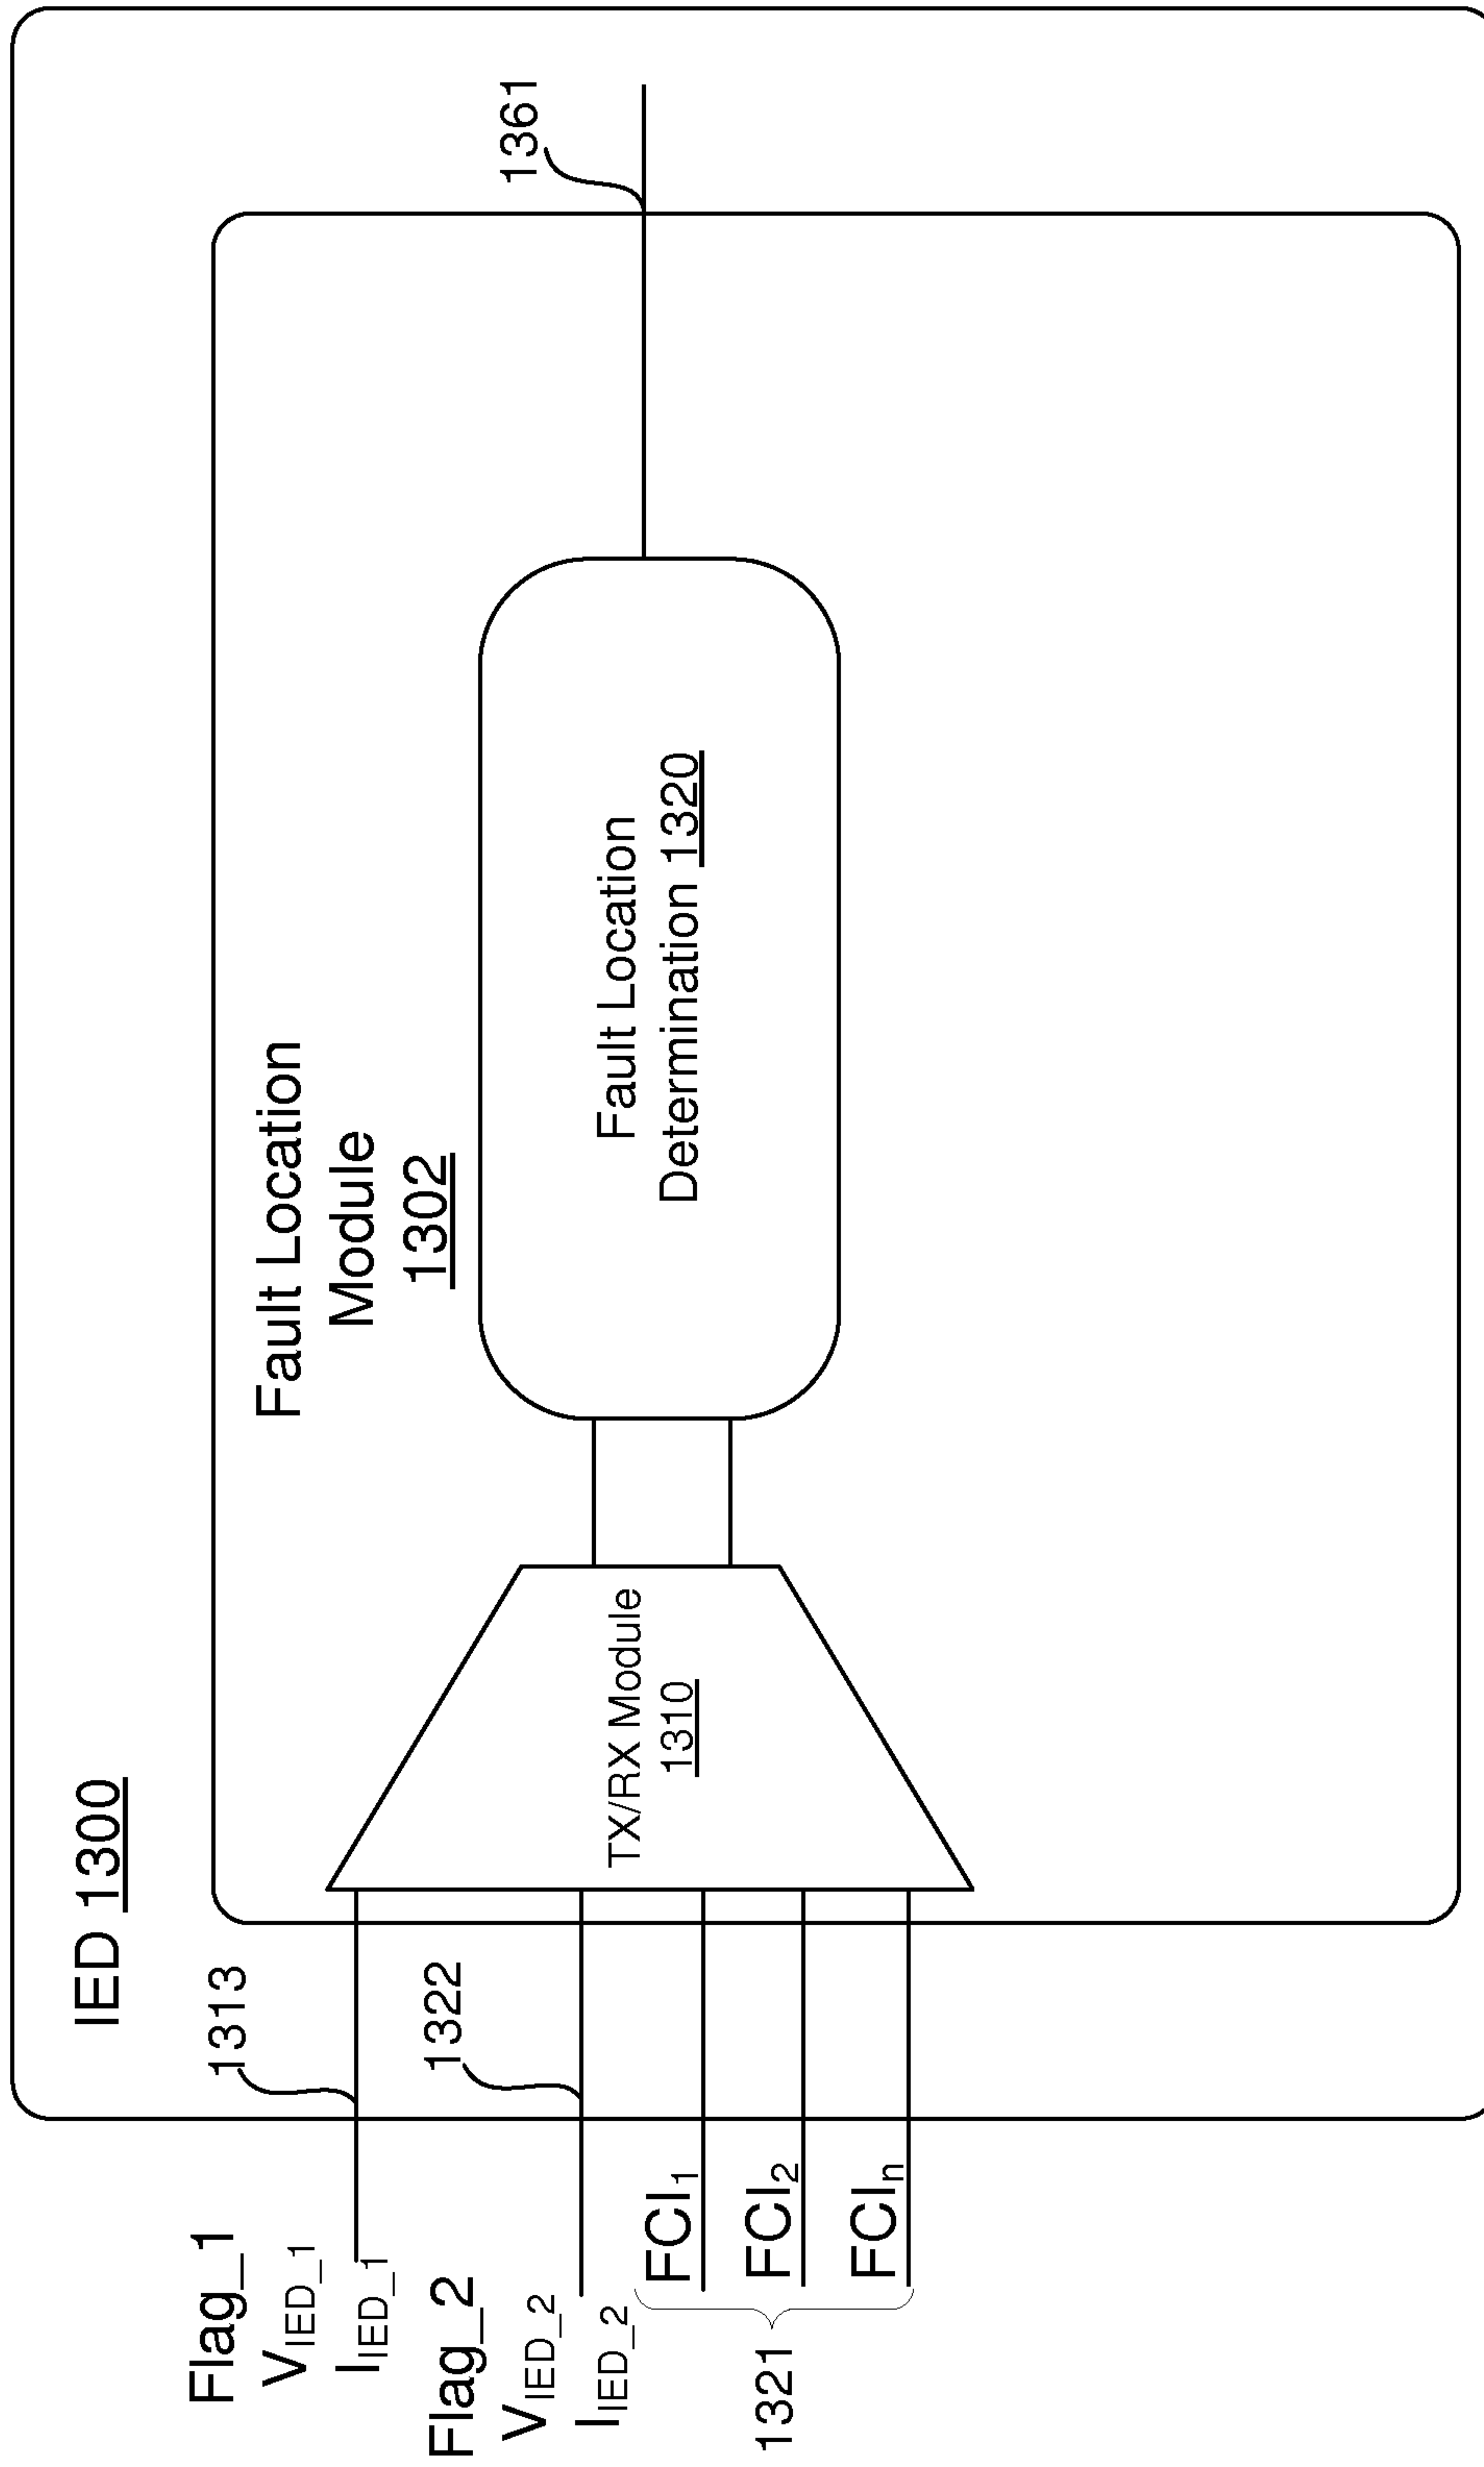 IED 1300
Fault Location
Module
1302
1313
1322
1361
Flag_1
VIED_1
IIED_1
Flag_2
VIED_2
IIED_2
FCI1
FCI2
FCIn
1321
TX/RX Module
1310
Fault Location
Determination 1320